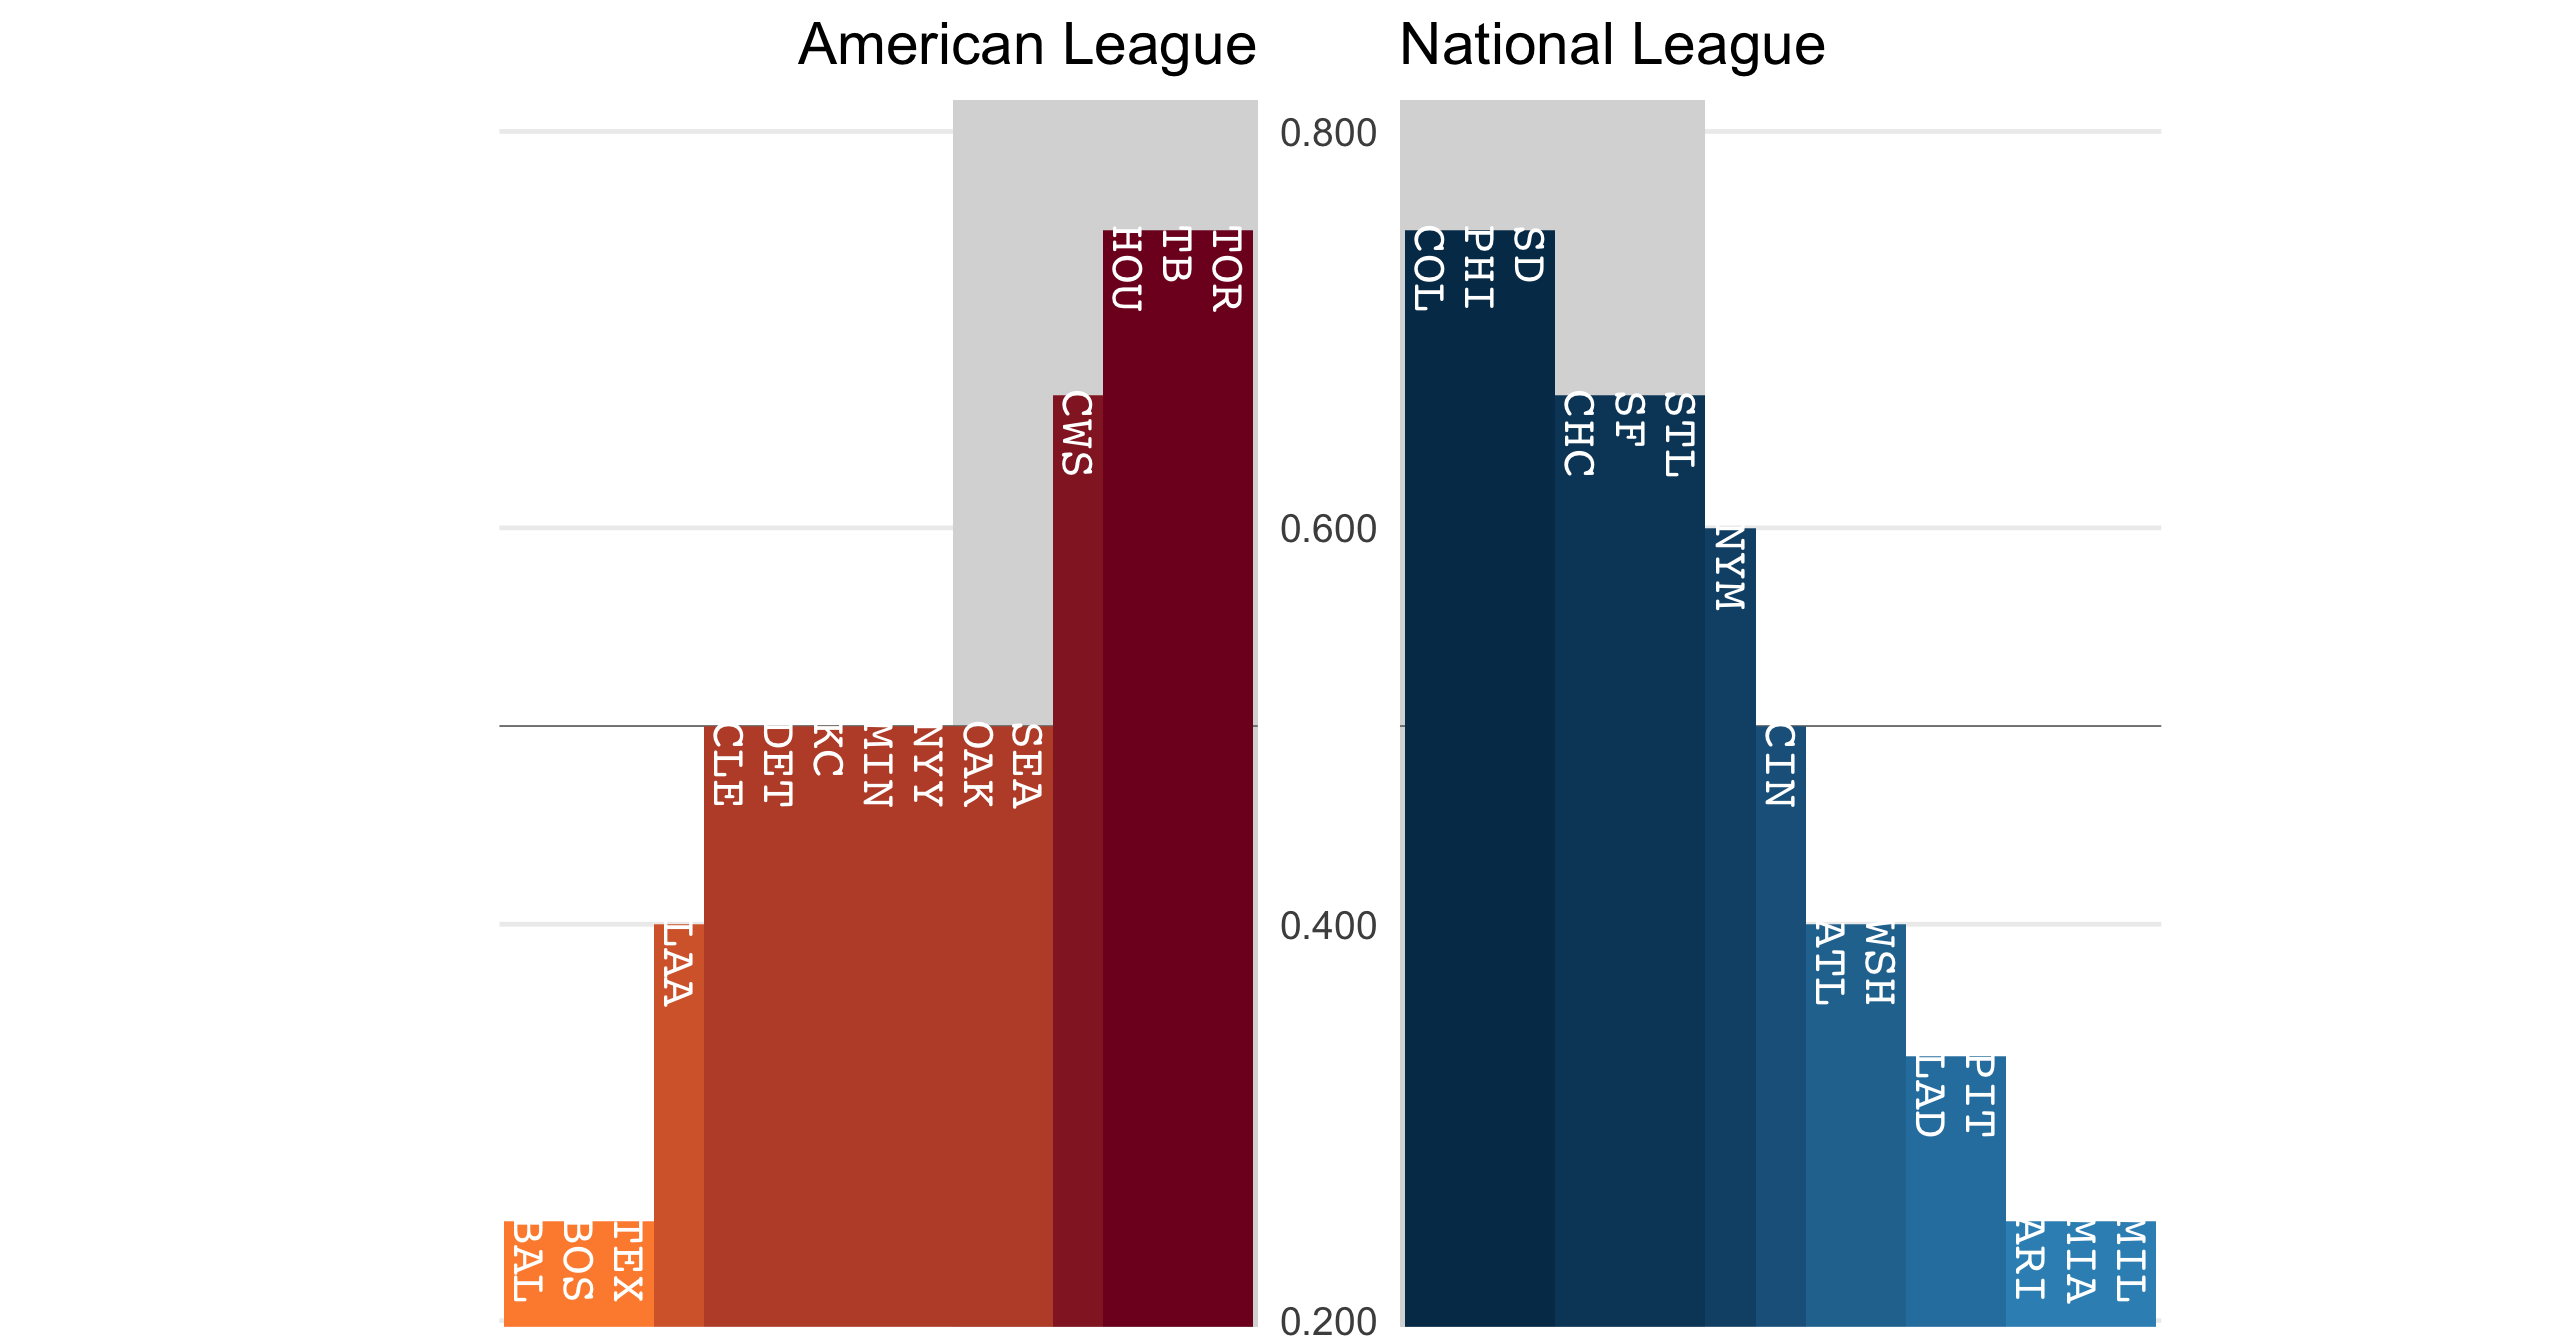 American League
National League
0.800
0.600
0.400
0.200
BAL
BOS
TEX
LAA
CLE
DET
KC
MIN
NYY
OAK
SEA
CWS
HOU
TB
TOR
COL
PHI
SD
CHC
SF
STL
NYM
CIN
ATL
WSH
LAD
PIT
ARI
MIA
MIL